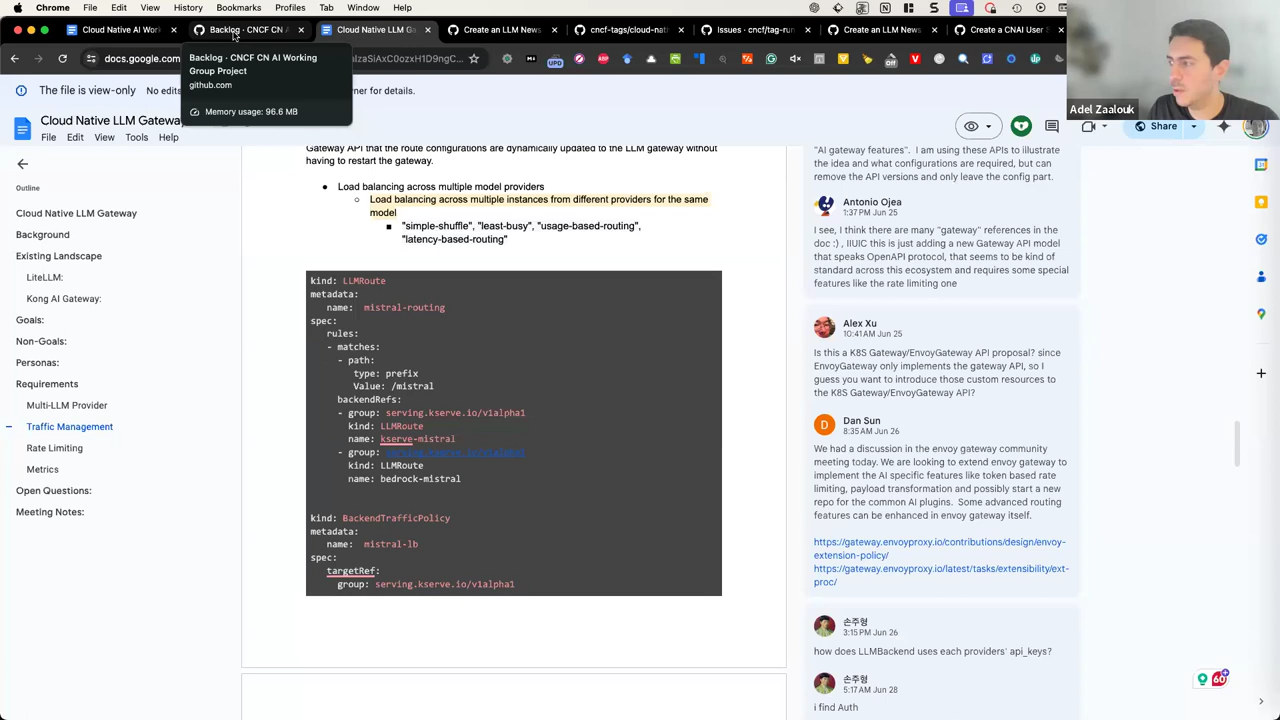 Chrome File Edit View History Bookmarks Profiles Tab Window Help
Cloud Native AI Work
Backlog · CNCF CN A
Cloud Native LLM Ga
Create an LLM News
cncf-tags/cloud-nati
Issues · cncf/tag-run
Create an LLM News
Create a CNAI User
docs.google.com
Backlog · CNCF CN AI Working
Group Project
github.com
Memory usage: 96.6 MB
The file is view-only
Adel Zaalouk
Cloud Native LLM Gateway
File Edit View Tools Help
Share
Outline
Cloud Native LLM Gateway
Background
Existing Landscape
LiteLLM:
Kong AI Gateway:
Goals:
Non-Goals:
Personas:
Requirements
Multi-LLM Provider
Traffic Management
Rate Limiting
Metrics
Open Questions:
Meeting Notes:
Gateway API that the route configurations are dynamically updated to the LLM gateway without
having to restart the gateway.
● Load balancing across multiple model providers
○ Load balancing across multiple instances from different providers for the same
model
■ "simple-shuffle", "least-busy", "usage-based-routing",
"latency-based-routing"
kind: LLMRoute
metadata:
name: mistral-routing
spec:
rules:
- matches:
- path:
type: prefix
Value: /mistral
backendRefs:
- group: serving.kserve.io/v1alpha1
kind: LLMRoute
name: kserve-mistral
- group: serving.kserve.io/v1alpha1
kind: LLMRoute
name: bedrock-mistral
kind: BackendTrafficPolicy
metadata:
name: mistral-lb
spec:
targetRef:
group: serving.kserve.io/v1alpha1
"AI gateway features". I am using these APIs to illustrate
the idea and what configurations are required, but can
remove the API versions and only leave the config part.
Antonio Ojea
1:37 PM Jun 25
I see, I think there are many "gateway" references in the
doc :) , IIUIC this is just adding a new Gateway API model
that speaks OpenAPI protocol, that seems to be kind of
standard across this ecosystem and requires some special
features like the rate limiting one
Alex Xu
10:41 AM Jun 25
Is this a K8S Gateway/EnvoyGateway API proposal? since
EnvoyGateway only implements the gateway API, so I
guess you want to introduce those custom resources to
the K8S Gateway/EnvoyGateway API?
Dan Sun
8:35 AM Jun 26
We had a discussion in the envoy gateway community
meeting today. We are looking to extend envoy gateway to
implement the AI specific features like token based rate
limiting, payload transformation and possibly start a new
repo for the common AI plugins. Some advanced routing
features can be enhanced in envoy gateway itself.
https://gateway.envoyproxy.io/contributions/design/envoy-
extension-policy/
https://gateway.envoyproxy.io/latest/tasks/extensibility/ext-
proc/
손주형
3:15 PM Jun 26
how does LLMBackend uses each providers' api_keys?
손주형
5:17 AM Jun 28
i find Auth
60